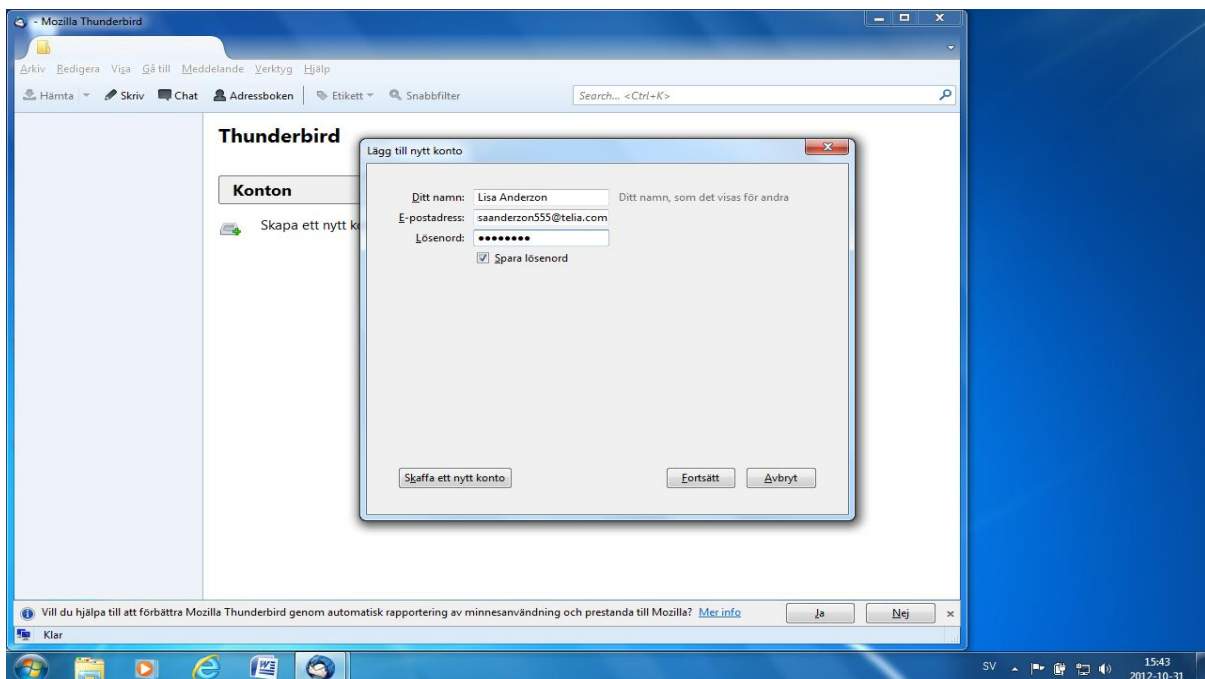 - Mozilla Thunderbird
Arkiv Redigera Visa Gå till Meddelande Verktyg Hjälp
Hämta Skriv Chat Adressboken Etikett Snabbfilter Search... <Ctrl+K>
Thunderbird
Konton
Skapa ett nytt
Lägg till nytt konto
Ditt namn: Lisa Anderzon Ditt namn, som det visas för andra
E-postadress: saanderzon555@telia.com
Lösenord: ••••••••
Spara lösenord
Skaffa ett nytt konto Fortsätt Avbryt
Vill du hjälpa till att förbättra Mozilla Thunderbird genom automatisk rapportering av minnesanvändning och prestanda till Mozilla? Mer info Ja Nej
Klar
SV 15:43
2012-10-31